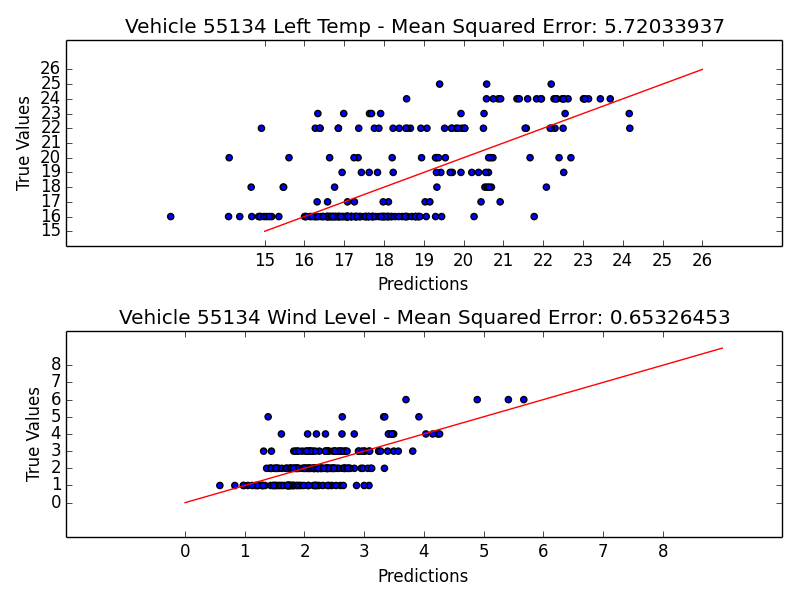 Vehicle 55134 Left Temp - Mean Squared Error: 5.72033937
26
25
24
23
22
21
20
19
18
17
16
15
True Values
15 16 17 18 19 20 21 22 23 24 25 26
Predictions
Vehicle 55134 Wind Level - Mean Squared Error: 0.65326453
8
7
6
5
4
3
2
1
0
True Values
0 1 2 3 4 5 6 7 8
Predictions